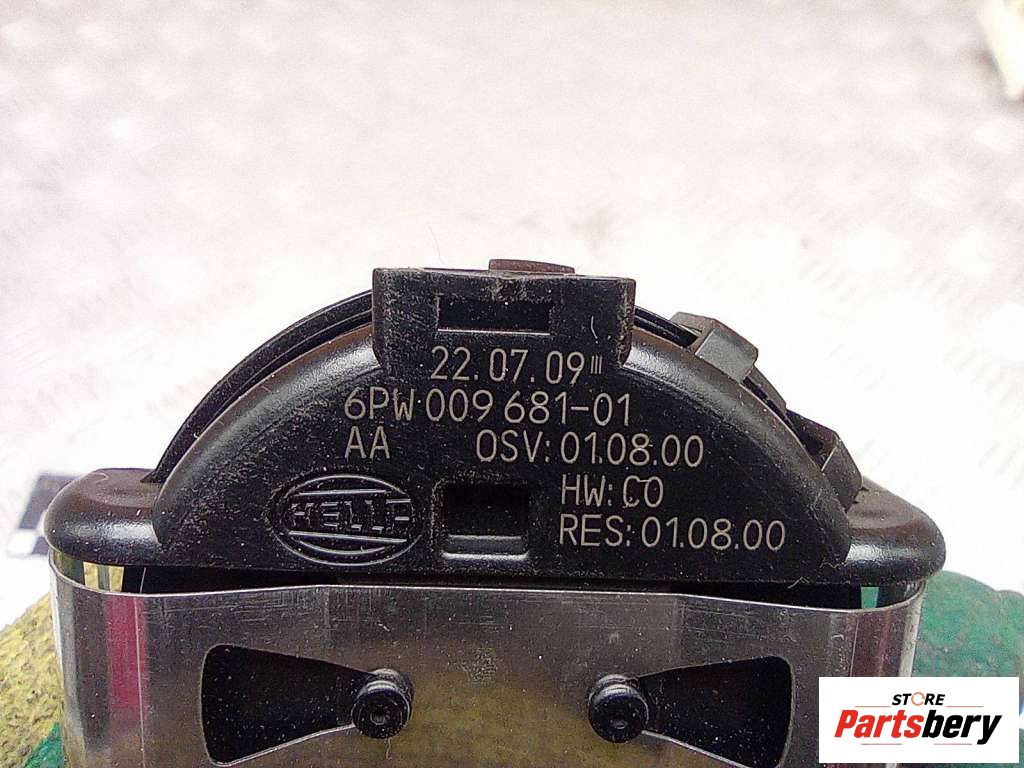 22.07.09
6PW 009 681-01
AA OSV: 01.08.00
HELLA
HW: C0
RES: 01.08.00
STORE
Partsbery